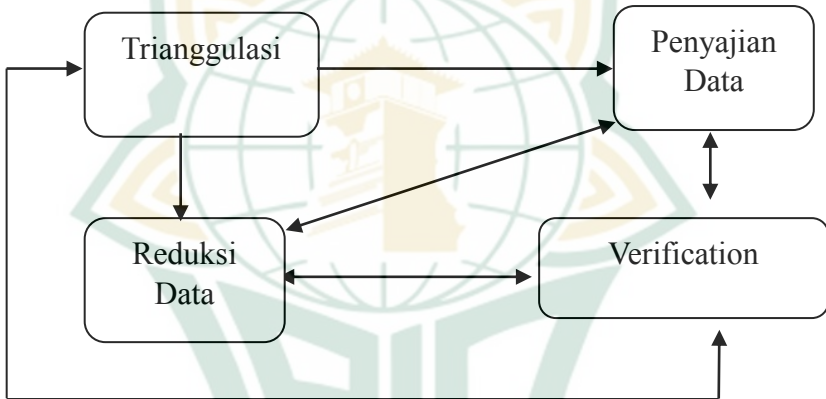 Trianggulasi
Penyajian
Data
Reduksi
Data
Verification